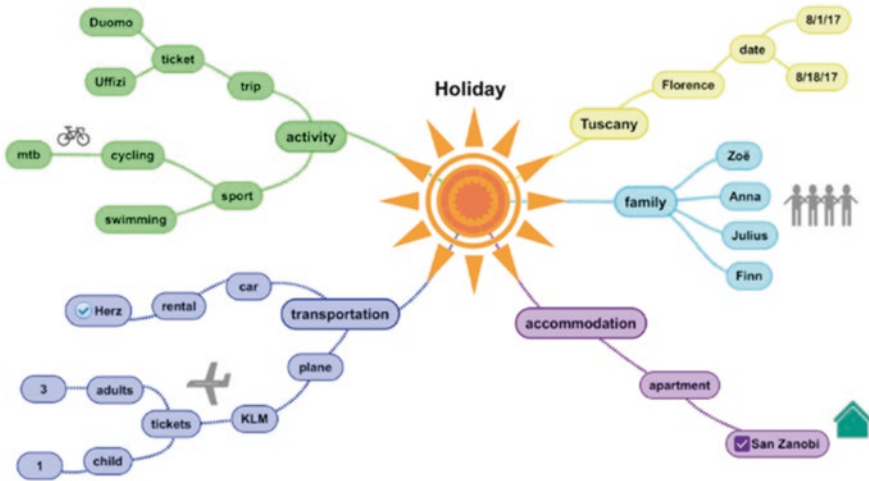 Holiday
Duomo
ticket
Uffizi
trip
activity
mtb
cycling
sport
swimming
8/1/17
date
8/18/17
Florence
Tuscany
Zoë
Anna
family
Julius
Finn
car
rental
Herz
transportation
plane
KLM
tickets
adults
3
child
1
accommodation
apartment
San Zanobi